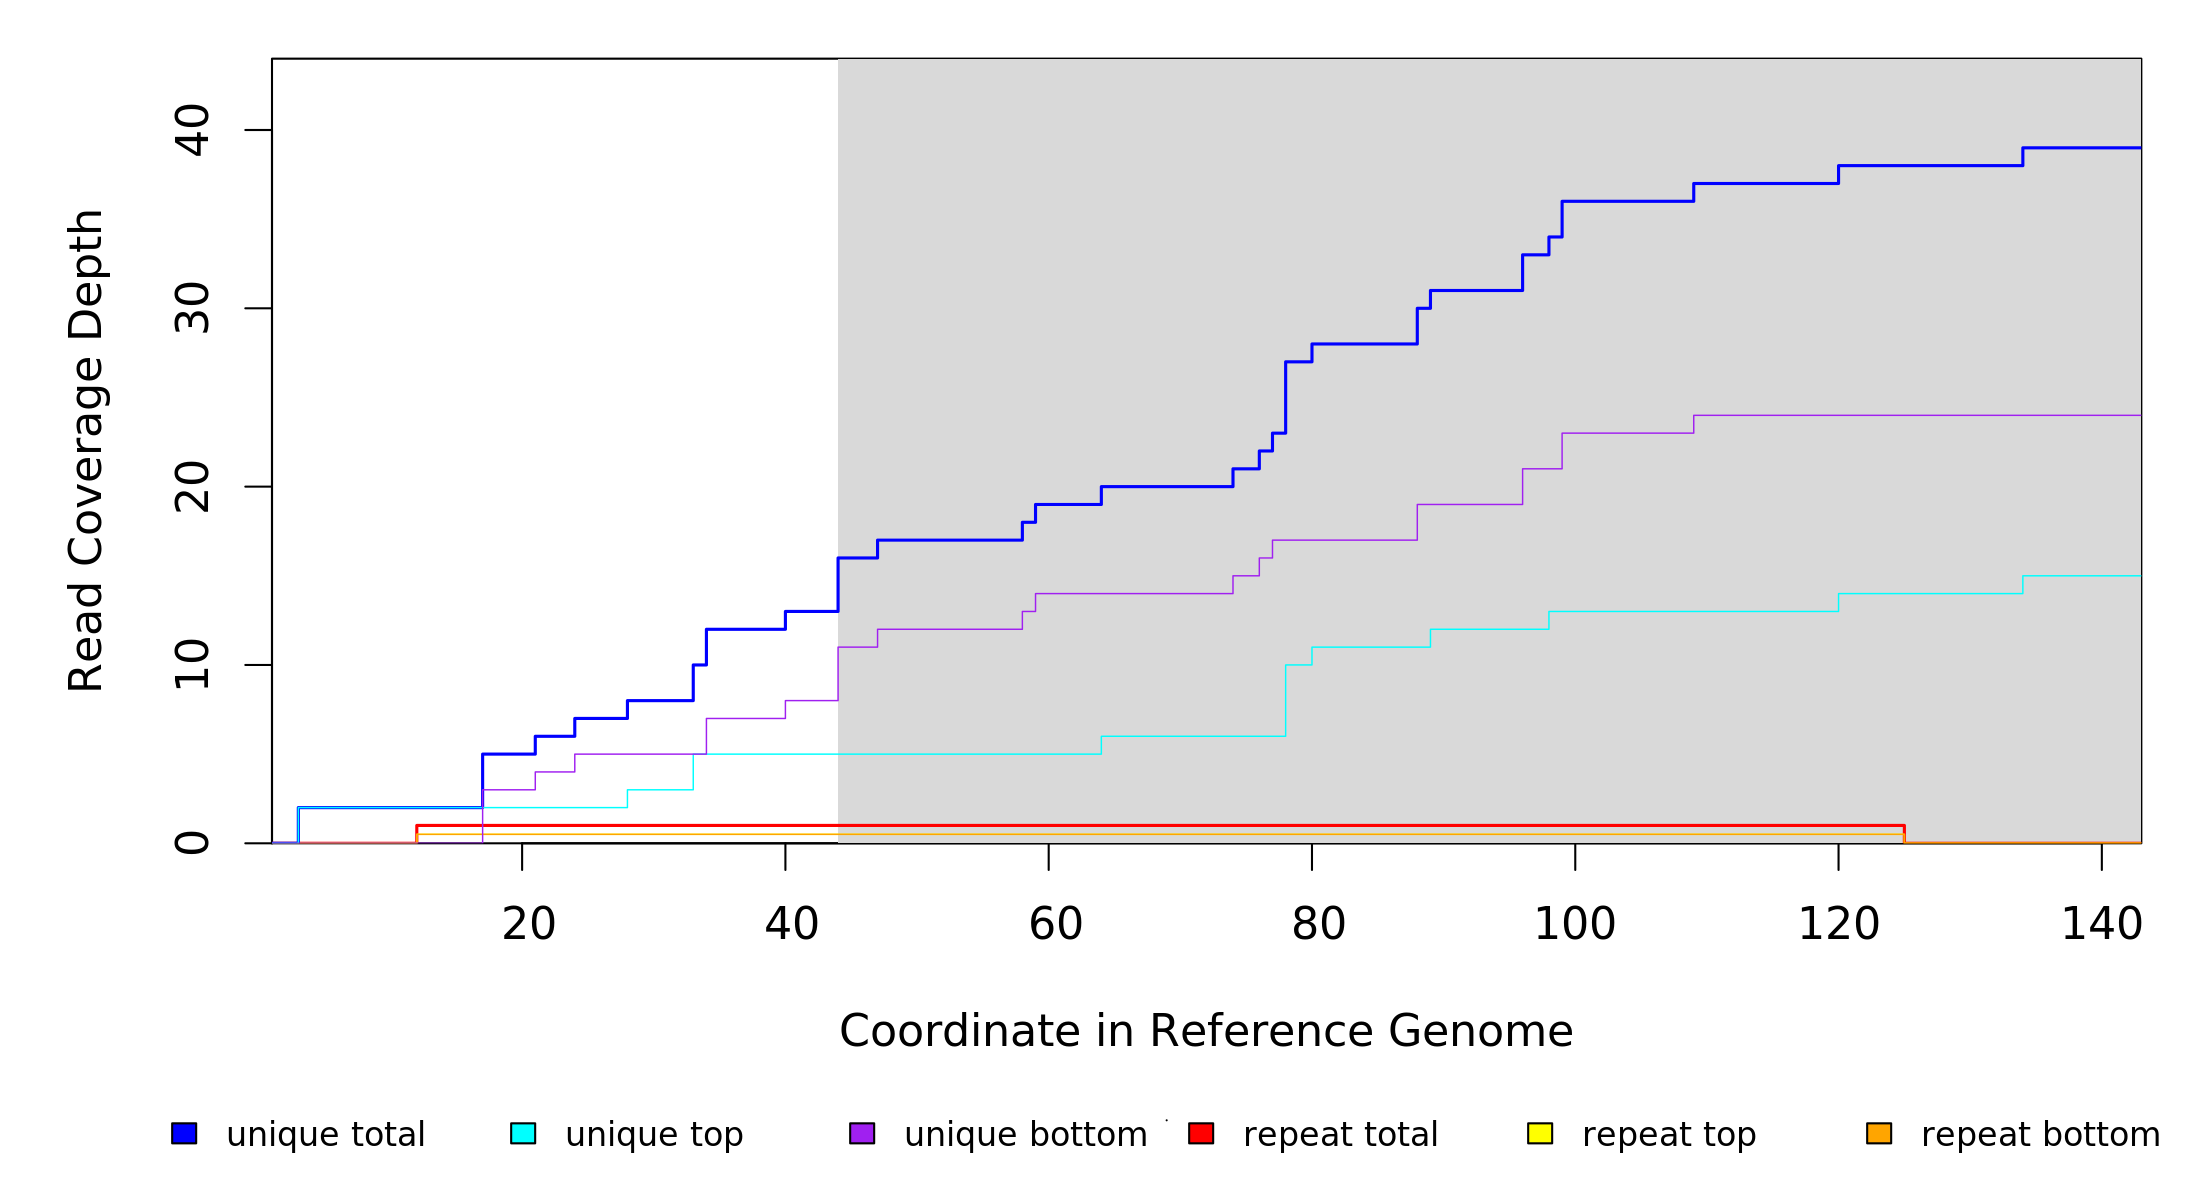 Read Coverage Depth
40
30
20
10
0
20 40 60 80 100 120 140
Coordinate in Reference Genome
unique total unique top unique bottom repeat total repeat top repeat bottom